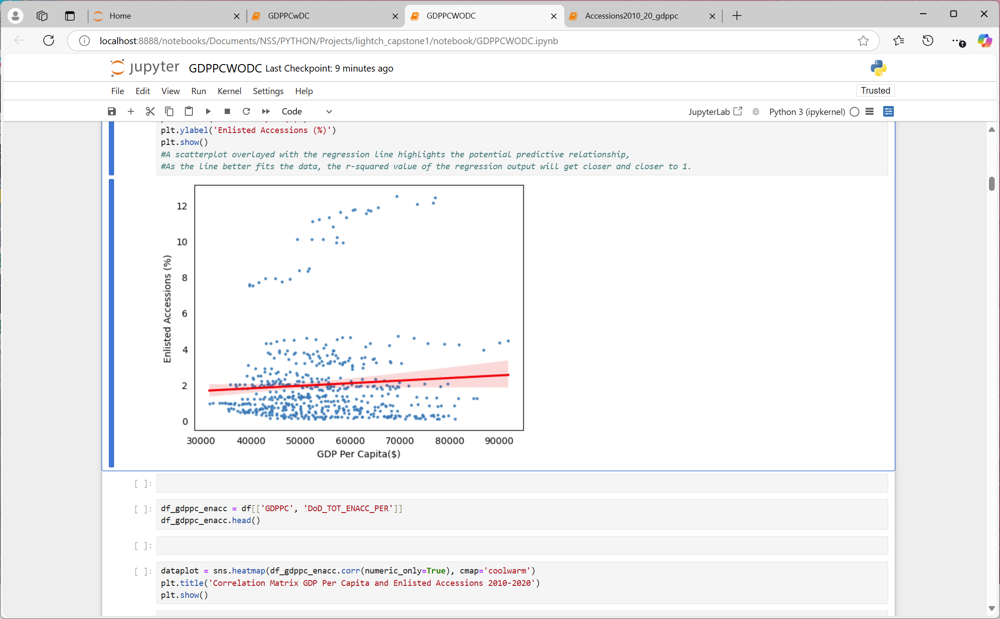 Home
GDPPCwDC
GDPPCWODC
Accessions2010_20_gdppc
localhost:8888/notebooks/Documents/NSS/PYTHON/Projects/lightch_capstone1/notebook/GDPPCWODC.ipynb
jupyter GDPPCWODC Last Checkpoint: 9 minutes ago
File Edit View Run Kernel Settings Help
Trusted
Code
JupyterLab
Python 3 (ipykernel)
plt.ylabel('Enlisted Accessions (%)')
plt.show()
#A scatterplot overlayed with the regression line highlights the potential predictive relationship,
#As the line better fits the data, the r-squared value of the regression output will get closer and closer to 1.
12
10
8
6
4
2
0
Enlisted Accessions (%)
30000 40000 50000 60000 70000 80000 90000
GDP Per Capita($)
[ ]:
[ ]:
df_gdppc_enacc = df[['GDPPC', 'DoD_TOT_ENACC_PER']]
df_gdppc_enacc.head()
[ ]:
[ ]:
dataplot = sns.heatmap(df_gdppc_enacc.corr(numeric_only=True), cmap='coolwarm')
plt.title('Correlation Matrix GDP Per Capita and Enlisted Accessions 2010-2020')
plt.show()